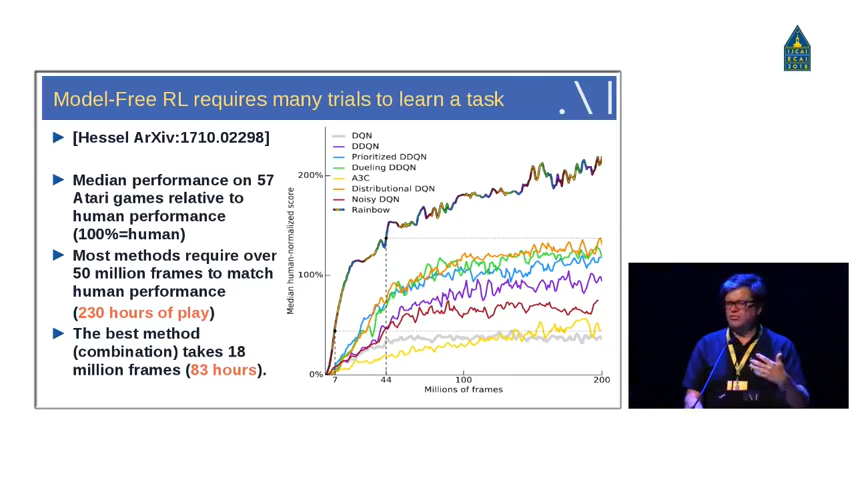 IJCAI
ECAI
2018
Model-Free RL requires many trials to learn a task
[Hessel ArXiv:1710.02298]
Median performance on 57
Atari games relative to
human performance
(100%=human)
Most methods require over
50 million frames to match
human performance
(230 hours of play)
The best method
(combination) takes 18
million frames (83 hours).
DQN
DDQN
Prioritized DDQN
Dueling DDQN
A3C
Distributional DQN
Noisy DQN
Rainbow
Median human-normalized score
200%
100%
0%
7 44 100 200
Millions of frames